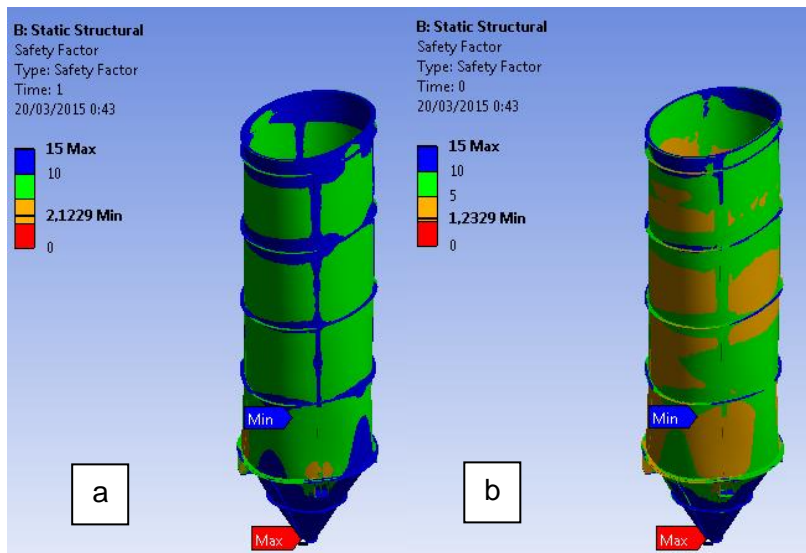 B: Static Structural
Safety Factor
Type: Safety Factor
Time: 1
20/03/2015 0:43
15 Max
10
2,1229 Min
0
Min
Max
a
B: Static Structural
Safety Factor
Type: Safety Factor
Time: 0
20/03/2015 0:43
15 Max
10
5
1,2329 Min
0
Min
Max
b